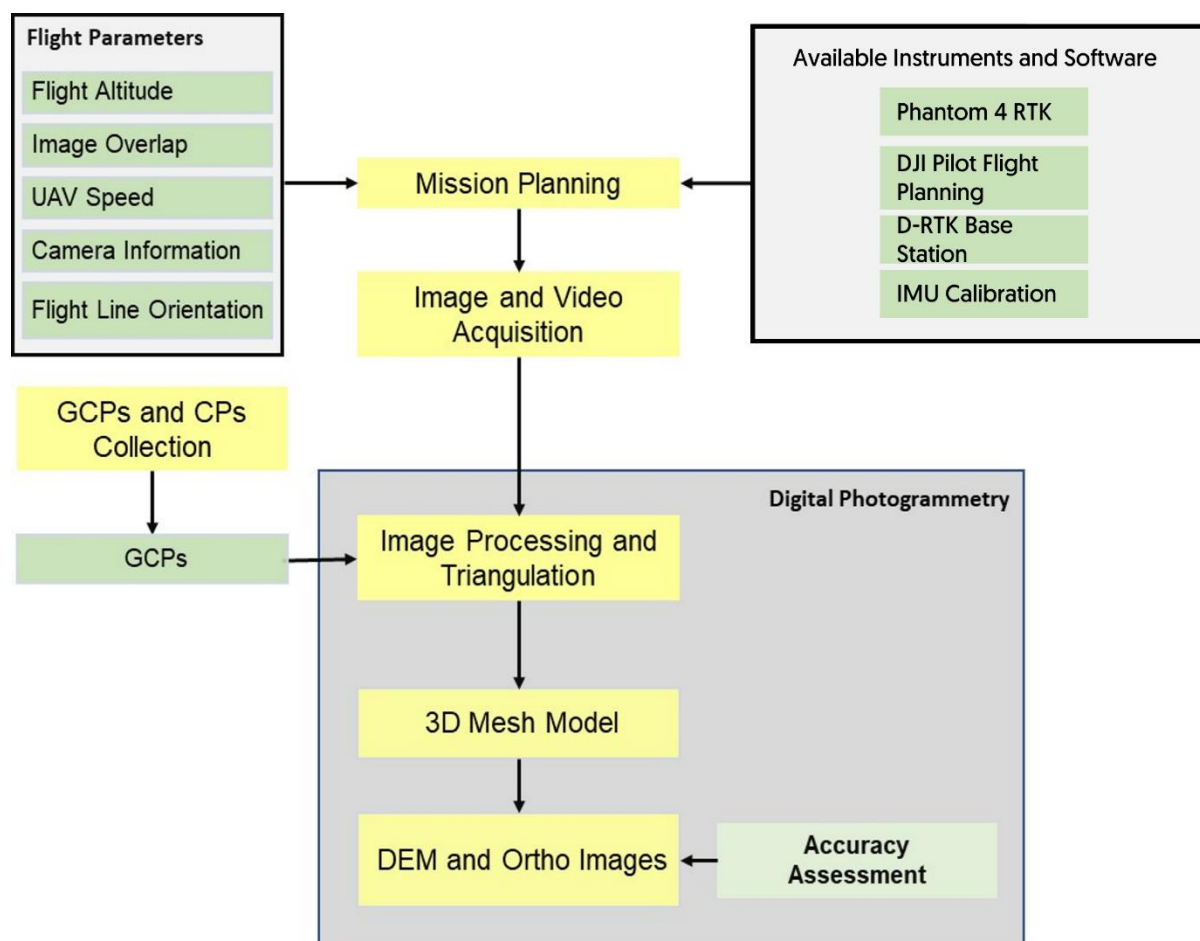 Flight Parameters
Flight Altitude
Image Overlap
UAV Speed
Camera Information
Flight Line Orientation
Available Instruments and Software
Phantom 4 RTK
DJI Pilot Flight
Planning
D-RTK Base
Station
IMU Calibration
Mission Planning
Image and Video
Acquisition
GCPs and CPs
Collection
GCPs
Digital Photogrammetry
Image Processing and
Triangulation
3D Mesh Model
DEM and Ortho Images
Accuracy
Assessment